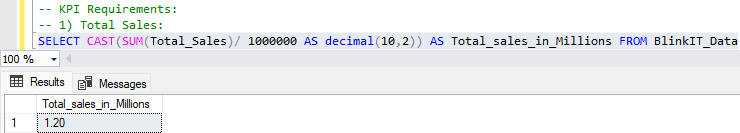 -- KPI Requirements:
-- 1) Total Sales:
SELECT CAST(SUM(Total_Sales)/ 1000000 AS decimal(10,2)) AS Total_sales_in_Millions FROM BlinkIT_Data
100 %
Results Messages
Total_sales_in_Millions
1 1.20